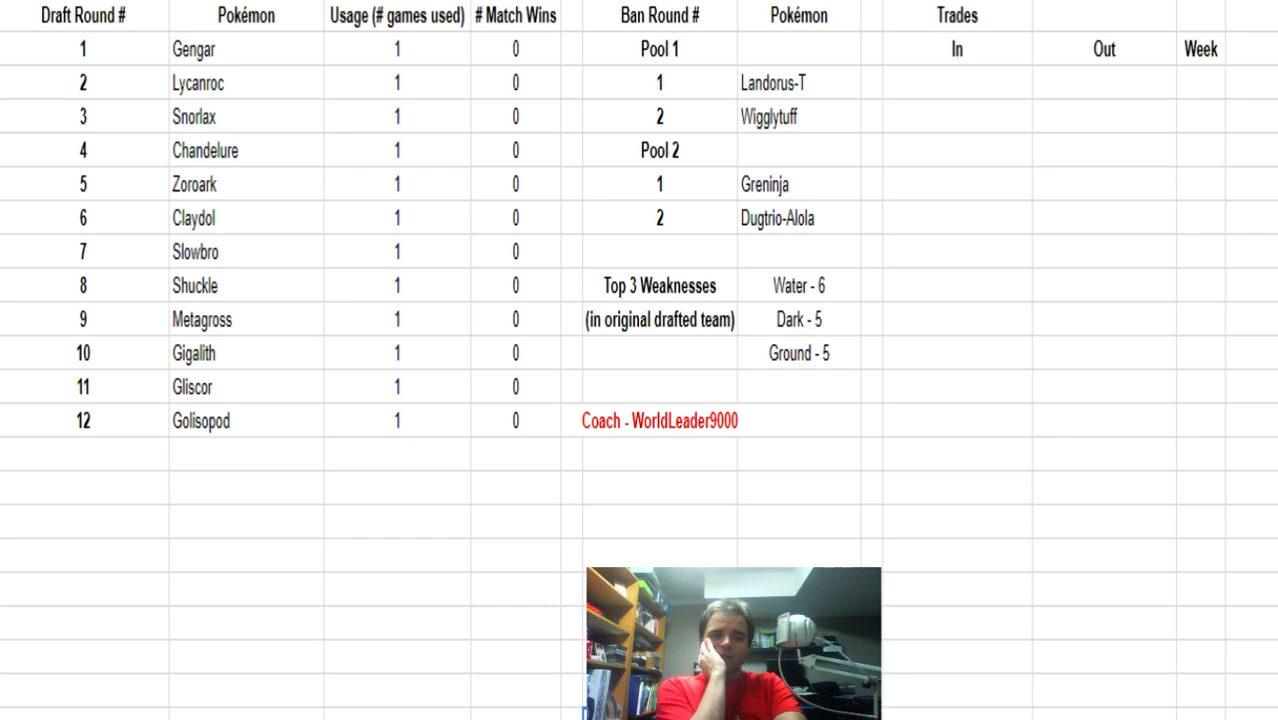 Draft Round # Pokémon Usage (# games used) # Match Wins Ban Round # Pokémon Trades
1 Gengar 1 0 Pool 1 In Out Week
2 Lycanroc 1 0 1 Landorus-T
3 Snorlax 1 0 2 Wigglytuff
4 Chandelure 1 0 Pool 2
5 Zoroark 1 0 1 Greninja
6 Claydol 1 0 2 Dugtrio-Alola
7 Slowbro 1 0
8 Shuckle 1 0 Top 3 Weaknesses Water - 6
9 Metagross 1 0 (in original drafted team) Dark - 5
10 Gigalith 1 0 Ground - 5
11 Gliscor 1 0
12 Golisopod 1 0 Coach - WorldLeader9000